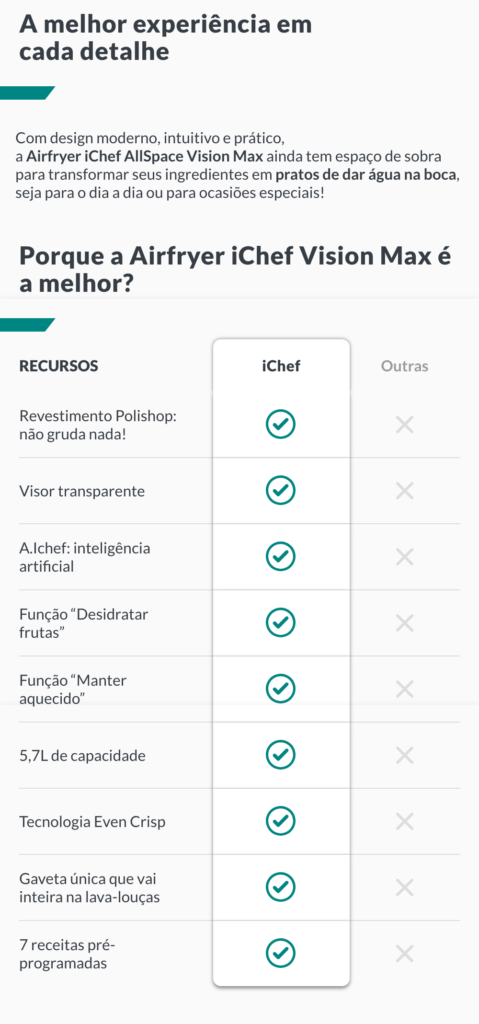 A melhor experiência em
cada detalhe
Com design moderno, intuitivo e prático,
a Airfryer iChef AllSpace Vision Max ainda tem espaço de sobra
para transformar seus ingredientes em pratos de dar água na boca,
seja para o dia a dia ou para ocasiões especiais!
Porque a Airfryer iChef Vision Max é
a melhor?
RECURSOS iChef Outras
Revestimento Polishop:
não gruda nada!
Visor transparente
A.Ichef: inteligência
artificial
Função “Desidratar
frutas”
Função “Manter
aquecido”
5,7L de capacidade
Tecnologia Even Crisp
Gaveta única que vai
inteira na lava-louças
7 receitas pré-
programadas